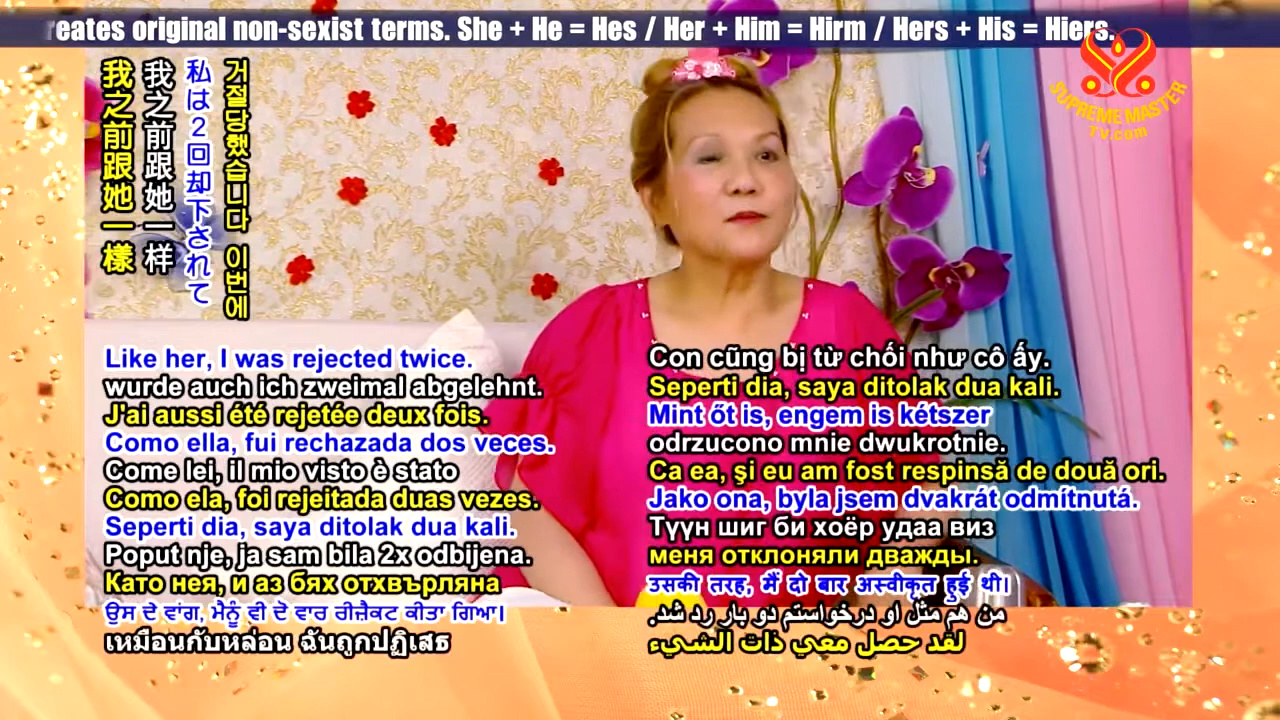 reates original non-sexist terms. She + He = Hes / Her + Him = Hirm / Hers + His = Hiers.
SUPREME MASTER
TV.com
我之前跟她一樣
我之前跟她一样
私は2回却下されて
거절당했습니다 이번에
Like her, I was rejected twice.
wurde auch ich zweimal abgelehnt.
J'ai aussi été rejetée deux fois.
Como ella, fui rechazada dos veces.
Come lei, il mio visto è stato
Como ela, foi rejeitada duas vezes.
Seperti dia, saya ditolak dua kali.
Poput nje, ja sam bila 2x odbijena.
Като нея, и аз бях отхвърляна
ਉਸ ਦੇ ਵਾਂਗ, ਮੈਨੂੰ ਵੀ ਦੋ ਵਾਰ ਰੀਜ਼ੈਕਟ ਕੀਤਾ ਗਿਆ।
เหมือนกับหล่อน ฉันถูกปฏิเสธ
Con cũng bị từ chối như cô ấy.
Seperti dia, saya ditolak dua kali.
Mint őt is, engem is kétszer
odrzucono mnie dwukrotnie.
Ca ea, şi eu am fost respinsă de două ori.
Jako ona, byla jsem dvakrát odmítnutá.
Түүн шиг би хоёр удаа виз
меня отклоняли дважды.
उसकी तरह, मैं दो बार अस्वीकृत हुई थी।
من هم مثل او درخواستم دو بار رد شد.
لقد حصل معي ذات الشيء